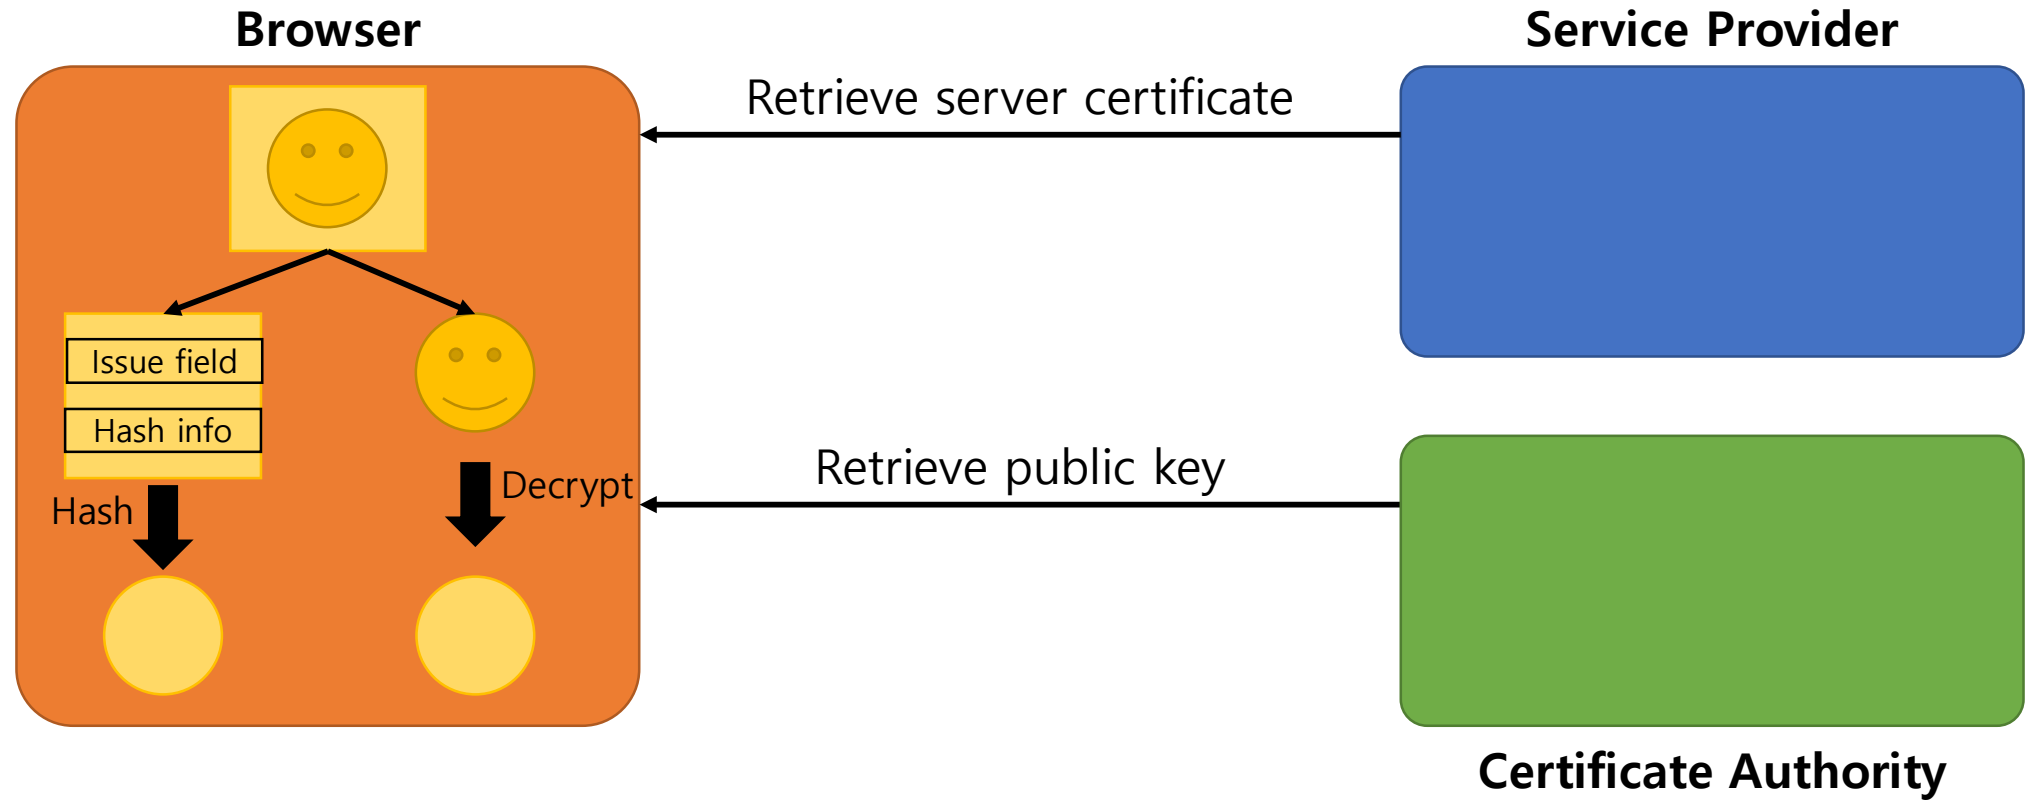 Browser
Service Provider
Retrieve server certificate
Issue field
Hash info
Retrieve public key
Decrypt
Hash
Certificate Authority